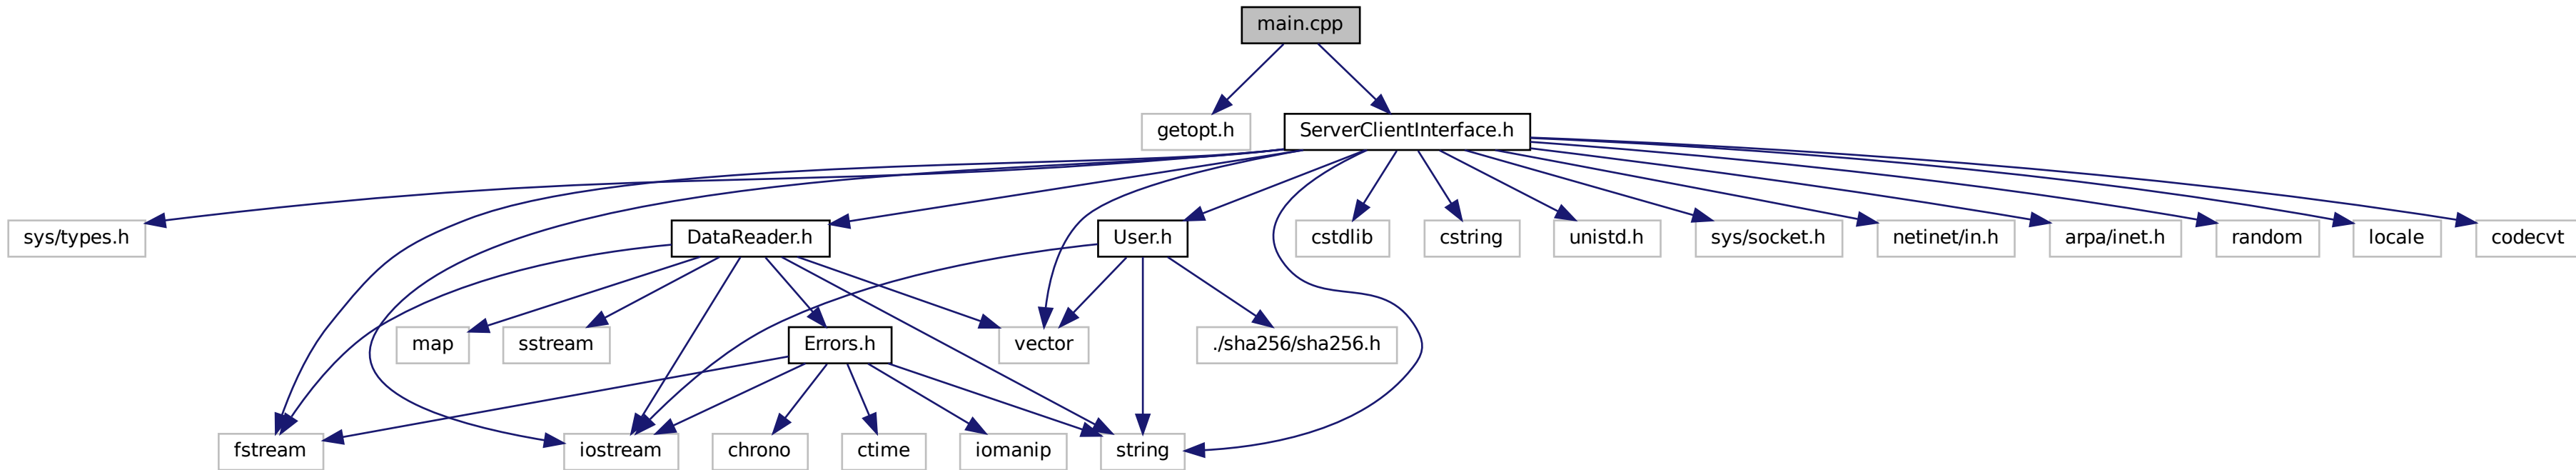 main.cpp
getopt.h
ServerClientInterface.h
sys/types.h
DataReader.h
User.h
cstdlib
cstring
unistd.h
sys/socket.h
netinet/in.h
arpa/inet.h
random
locale
codecvt
map
sstream
Errors.h
vector
./sha256/sha256.h
fstream
iostream
chrono
ctime
iomanip
string